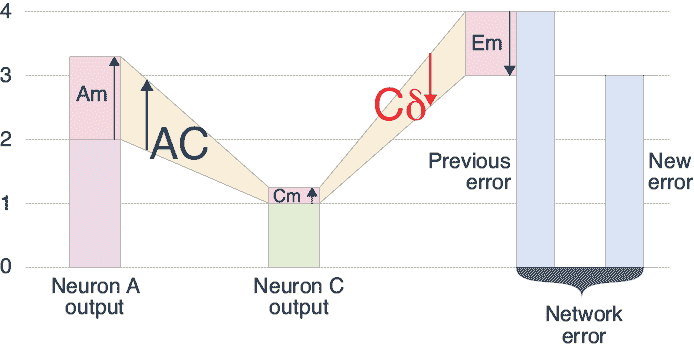 4
3
2
1
0
Am
AC
Cm
Cδ
Em
Previous
error
New
error
Neuron A
output
Neuron C
output
Network
error